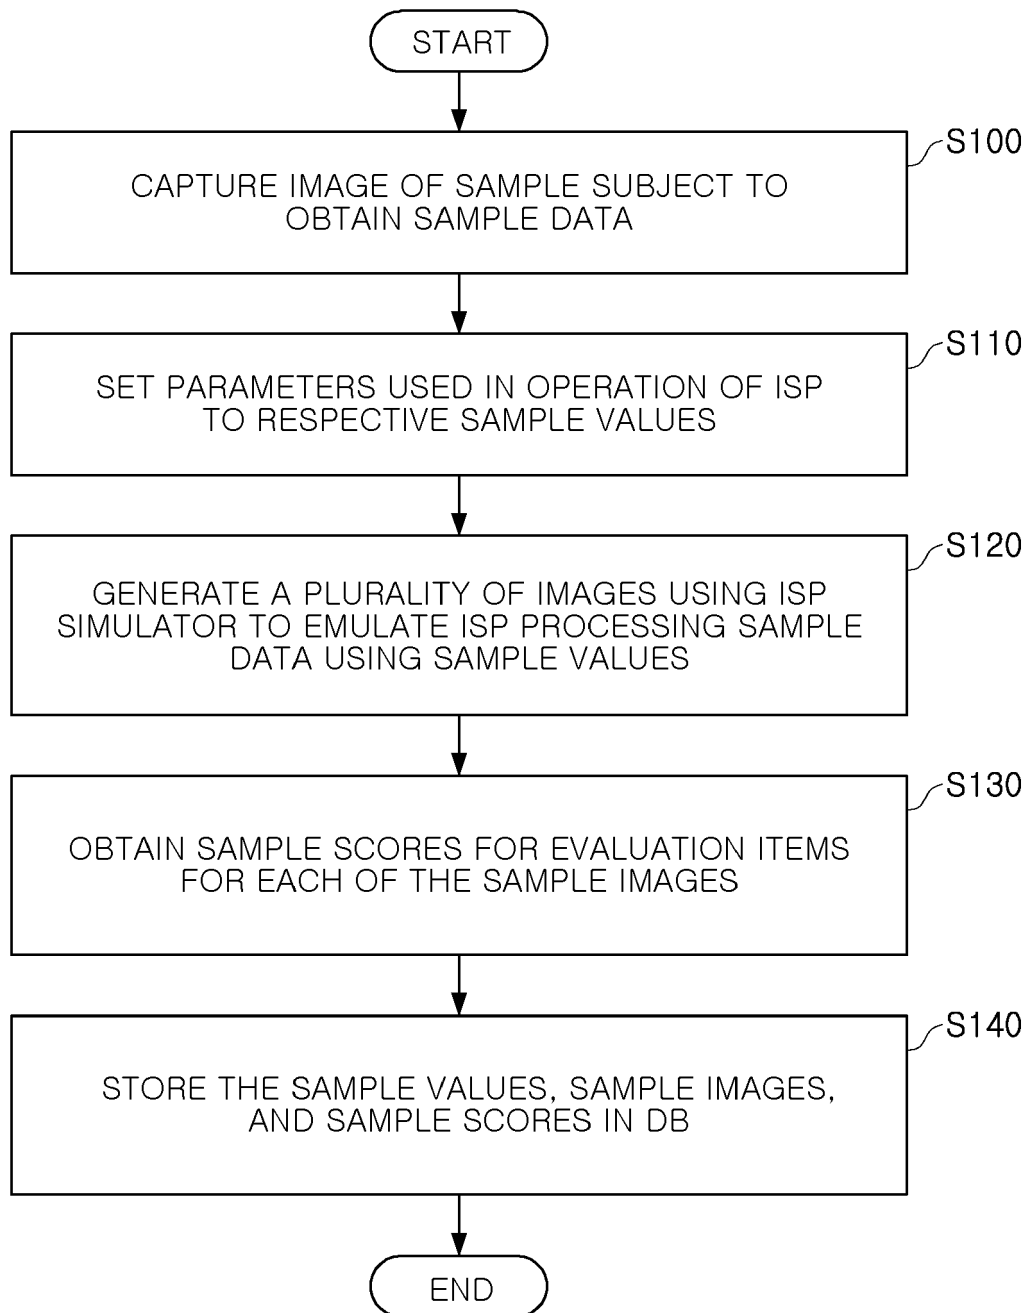 START
S100
CAPTURE IMAGE OF SAMPLE SUBJECT TO
OBTAIN SAMPLE DATA
S110
SET PARAMETERS USED IN OPERATION OF ISP
TO RESPECTIVE SAMPLE VALUES
S120
GENERATE A PLURALITY OF IMAGES USING ISP
SIMULATOR TO EMULATE ISP PROCESSING SAMPLE
DATA USING SAMPLE VALUES
S130
OBTAIN SAMPLE SCORES FOR EVALUATION ITEMS
FOR EACH OF THE SAMPLE IMAGES
S140
STORE THE SAMPLE VALUES, SAMPLE IMAGES,
AND SAMPLE SCORES IN DB
END